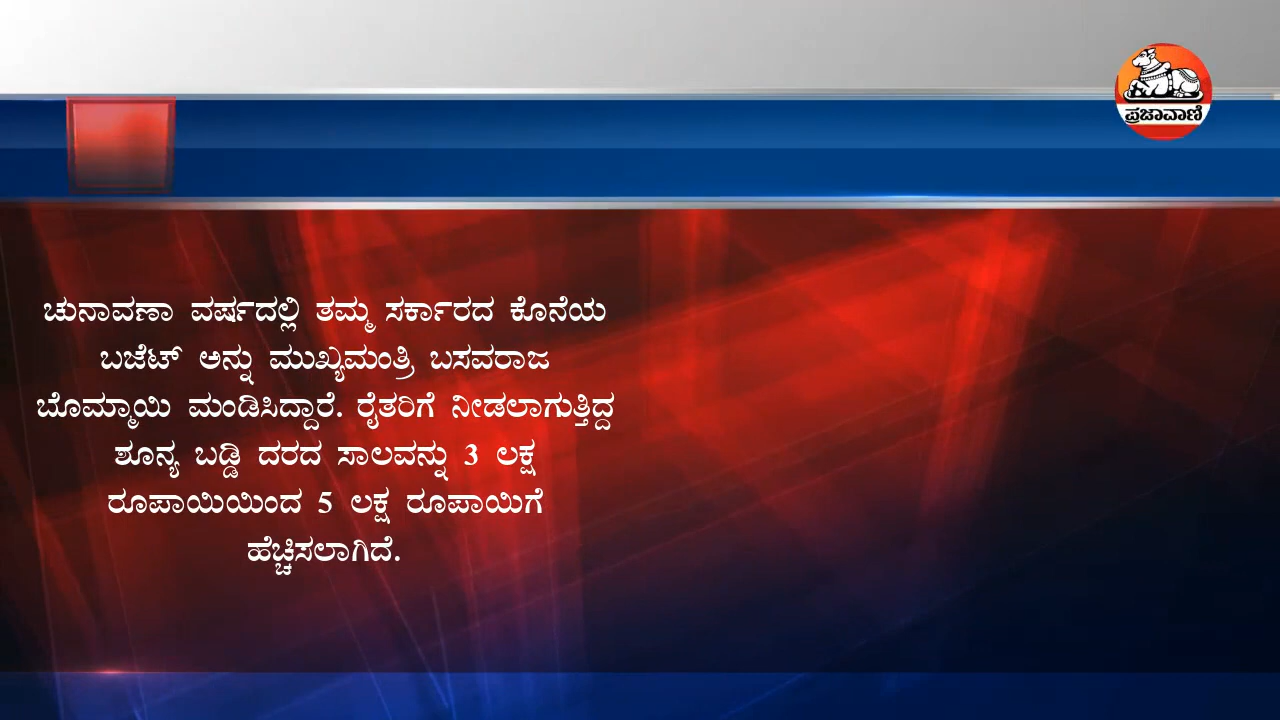 ಪ್ರಜಾವಾಣಿ
ಚುನಾವಣಾ ವರ್ಷದಲ್ಲಿ ತಮ್ಮ ಸರ್ಕಾರದ ಕೊನೆಯ
ಬಜೆಟ್ ಅನ್ನು ಮುಖ್ಯಮಂತ್ರಿ ಬಸವರಾಜ
ಬೊಮ್ಮಾಯಿ ಮಂಡಿಸಿದ್ದಾರೆ. ರೈತರಿಗೆ ನೀಡಲಾಗುತ್ತಿದ್ದ
ಶೂನ್ಯ ಬಡ್ಡಿ ದರದ ಸಾಲವನ್ನು 3 ಲಕ್ಷ
ರೂಪಾಯಿಯಿಂದ 5 ಲಕ್ಷ ರೂಪಾಯಿಗೆ
ಹೆಚ್ಚಿಸಲಾಗಿದೆ.